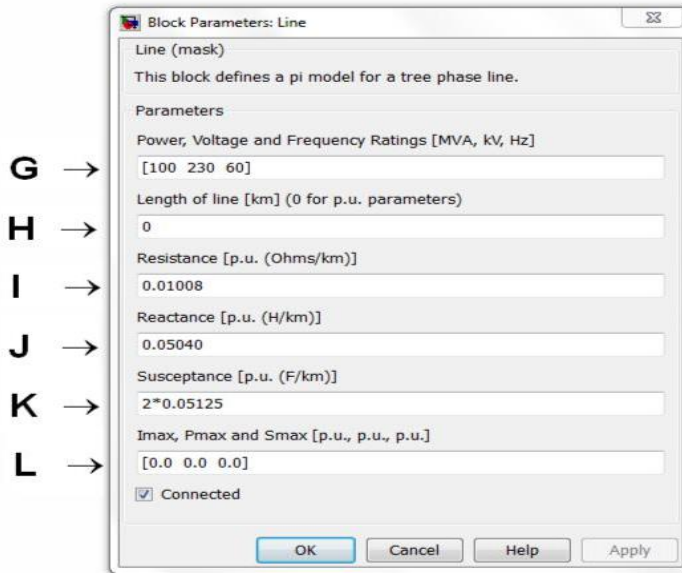 Block Parameters: Line
Line (mask)
This block defines a pi model for a tree phase line.
Parameters
Power, Voltage and Frequency Ratings [MVA, kV, Hz]
G → [100 230 60]
Length of line [km] (0 for p.u. parameters)
H → 0
Resistance [p.u. (Ohms/km)]
I → 0.01008
Reactance [p.u. (H/km)]
J → 0.05040
Susceptance [p.u. (F/km)]
K → 2*0.05125
Imax, Pmax and Smax [p.u., p.u., p.u.]
L → [0.0 0.0 0.0]
Connected
OK Cancel Help Apply